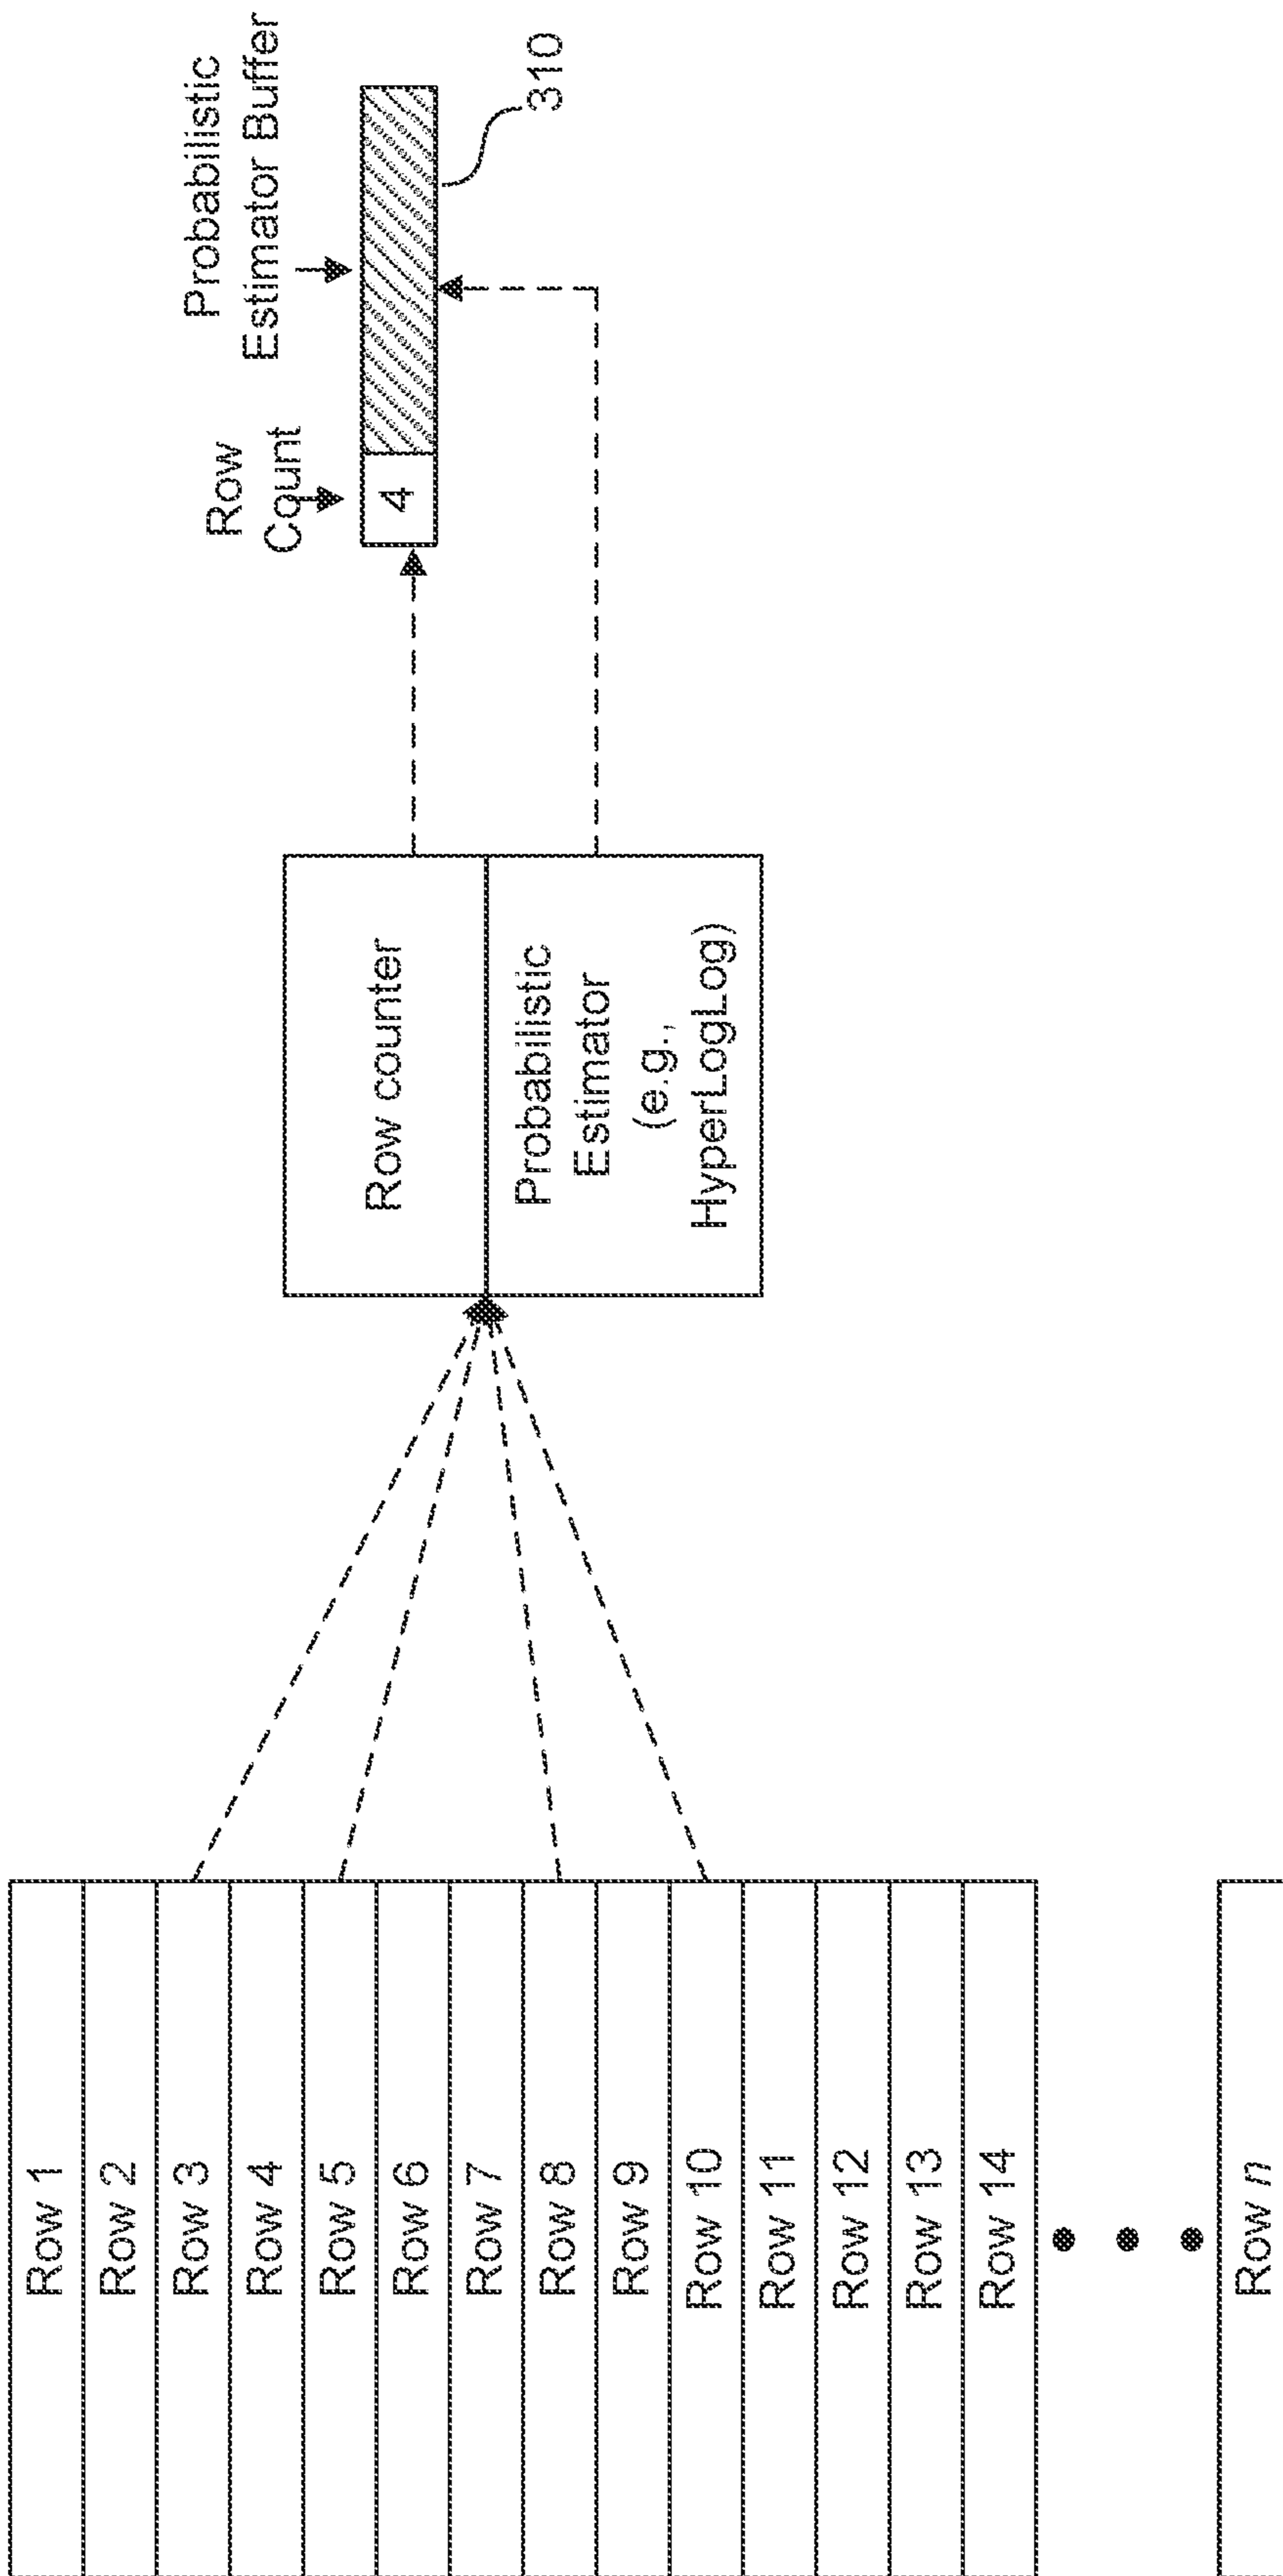 Row 1
Row 2
Row 3
Row 4
Row 5
Row 6
Row 7
Row 8
Row 9
Row 10
Row 11
Row 12
Row 13
Row 14
Row n
Row counter
Probabilistic
Estimator
(e.g.,
HyperLogLog)
Row
Count
4
Probabilistic
Estimator Buffer
310